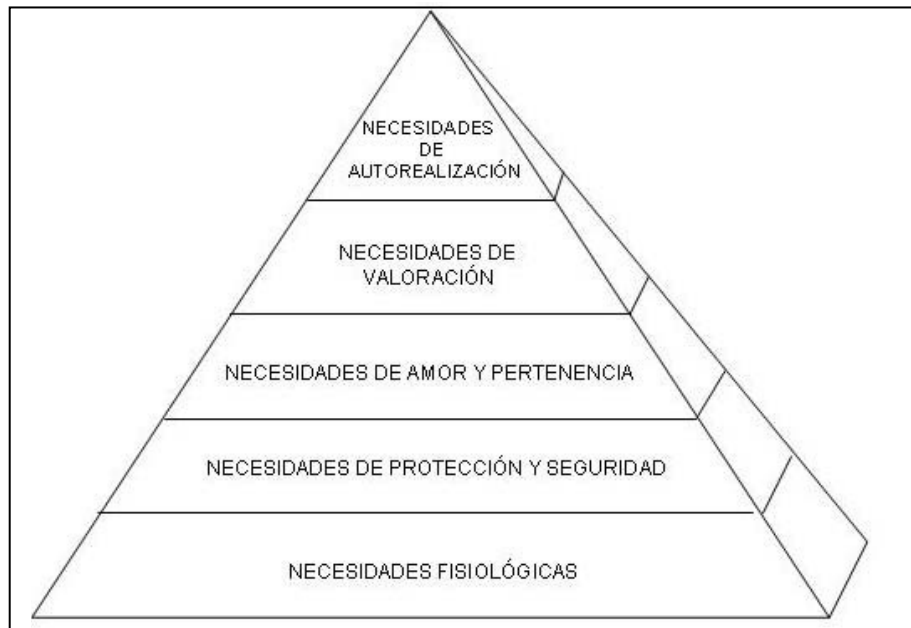 NECESIDADES
DE
AUTOREALIZACIÓN
NECESIDADES DE
VALORACIÓN
NECESIDADES DE AMOR Y PERTENENCIA
NECESIDADES DE PROTECCIÓN Y SEGURIDAD
NECESIDADES FISIOLÓGICAS